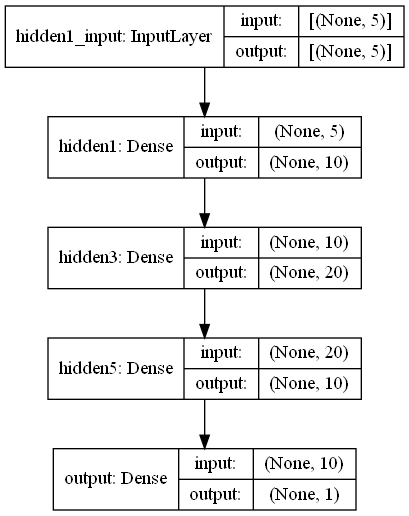 hidden1_input: InputLayer
input: [(None, 5)]
output: [(None, 5)]
hidden1: Dense
input: (None, 5)
output: (None, 10)
hidden3: Dense
input: (None, 10)
output: (None, 20)
hidden5: Dense
input: (None, 20)
output: (None, 10)
output: Dense
input: (None, 10)
output: (None, 1)